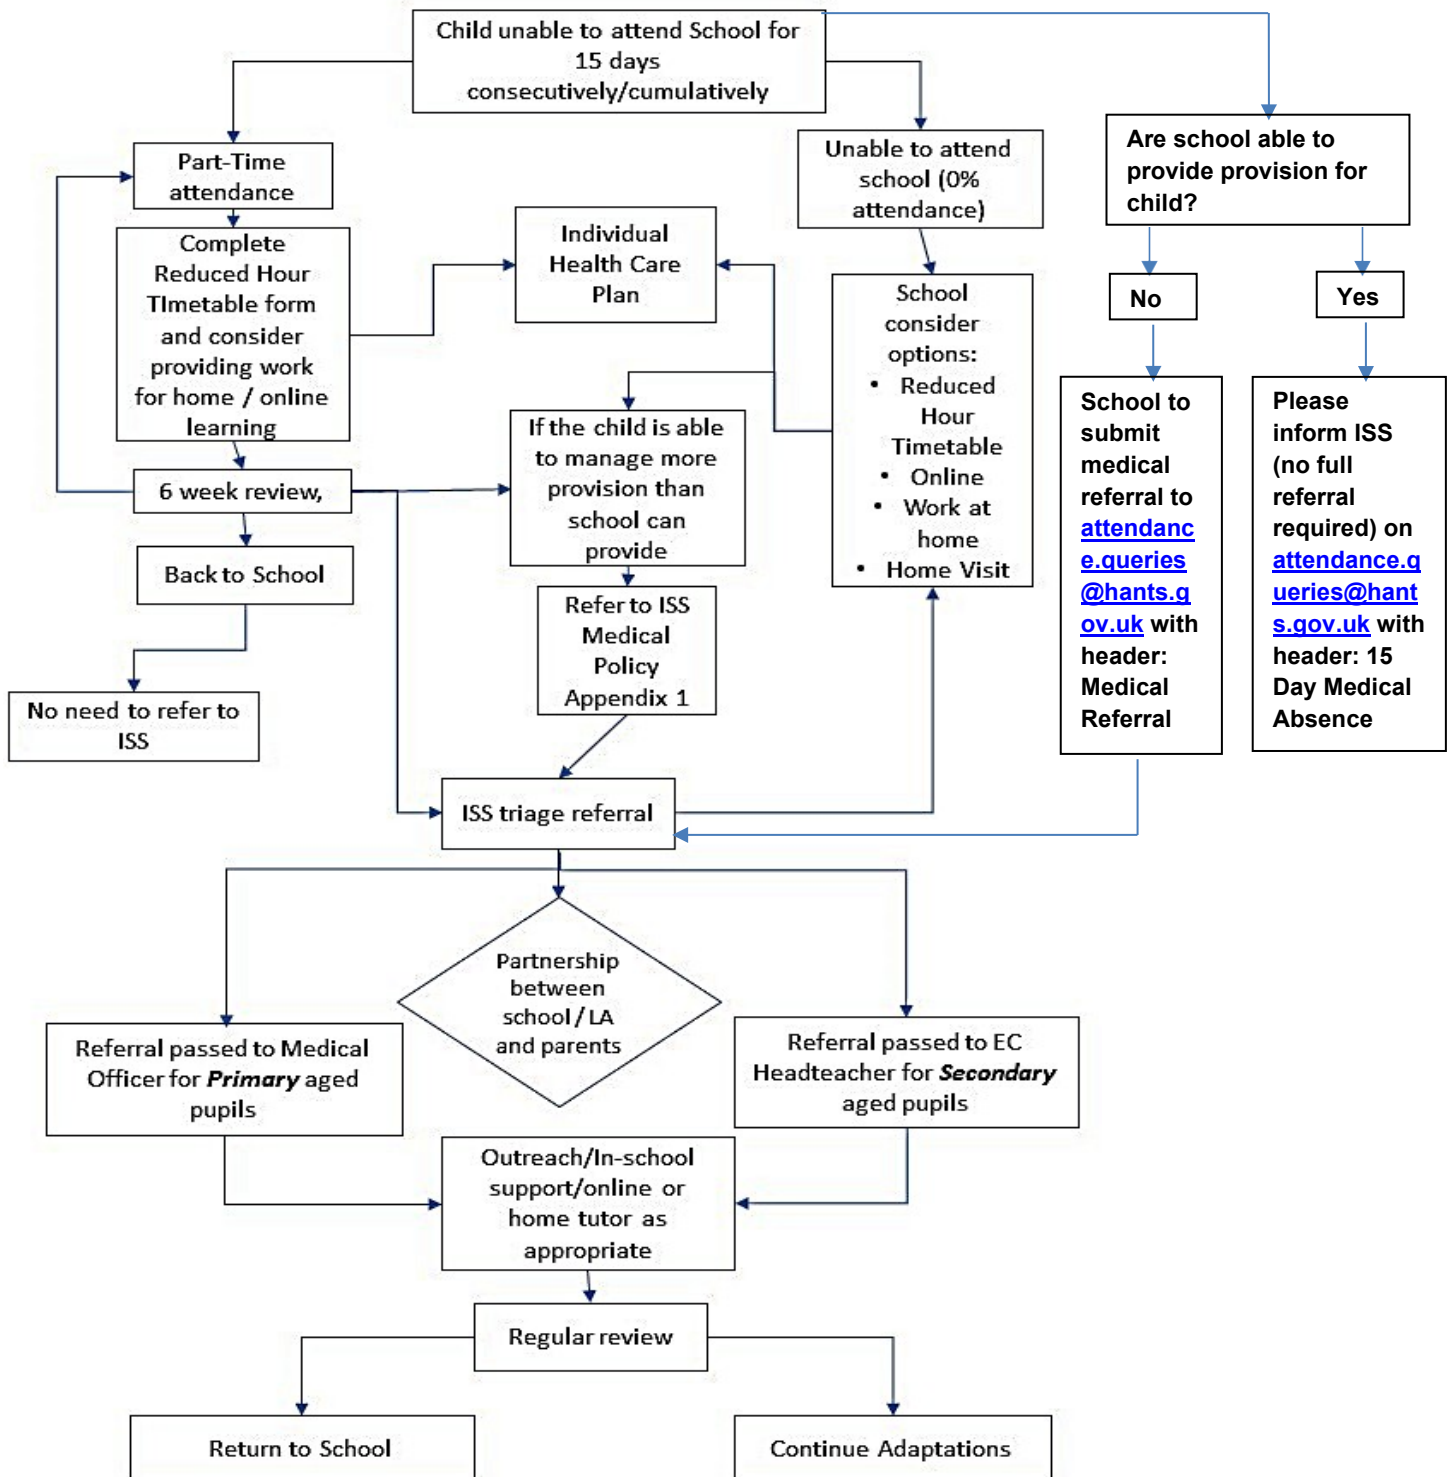 Child unable to attend School for
15 days
consecutively/cumulatively
Part-Time
attendance
Unable to attend
school (0%
attendance)
Are school able to
provide provision for
child?
Complete
Reduced Hour
TImetable form
and consider
providing work
for home / online
learning
Individual
Health Care
Plan
School
consider
options:
• Reduced
Hour
Timetable
• Online
• Work at
home
• Home Visit
No
Yes
School to
submit
medical
referral to
attendanc
e.queries
@hants.g
ov.uk with
header:
Medical
Referral
Please
inform ISS
(no full
referral
required) on
attendance.q
ueries@hant
s.gov.uk with
header: 15
Day Medical
Absence
6 week review,
If the child is able
to manage more
provision than
school can
provide
Back to School
Refer to ISS
Medical
Policy
Appendix 1
No need to refer to
ISS
ISS triage referral
Partnership
between
school / LA
and parents
Referral passed to Medical
Officer for Primary aged
pupils
Referral passed to EC
Headteacher for Secondary
aged pupils
Outreach/In-school
support/online or
home tutor as
appropriate
Regular review
Return to School
Continue Adaptations